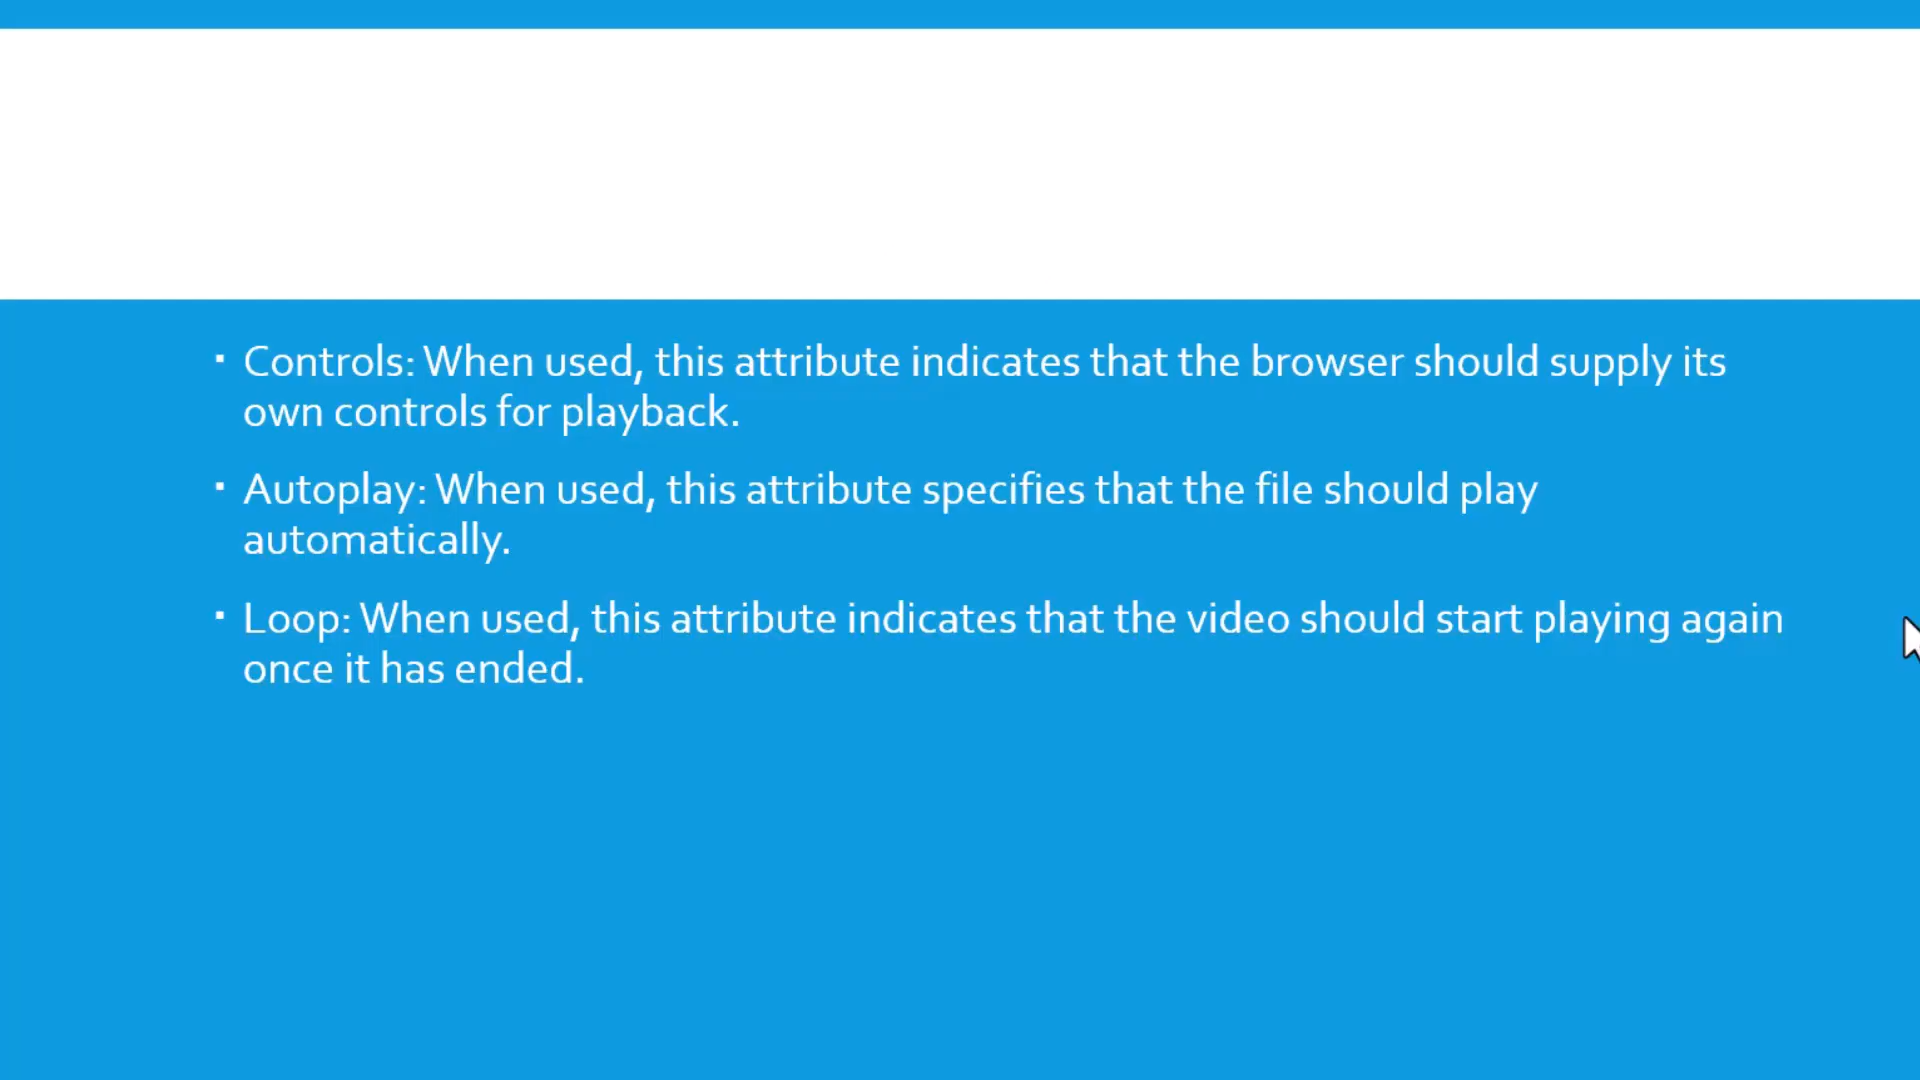 ▪ Controls: When used, this attribute indicates that the browser should supply its
own controls for playback.
▪ Autoplay: When used, this attribute specifies that the file should play
automatically.
▪ Loop: When used, this attribute indicates that the video should start playing again
once it has ended.